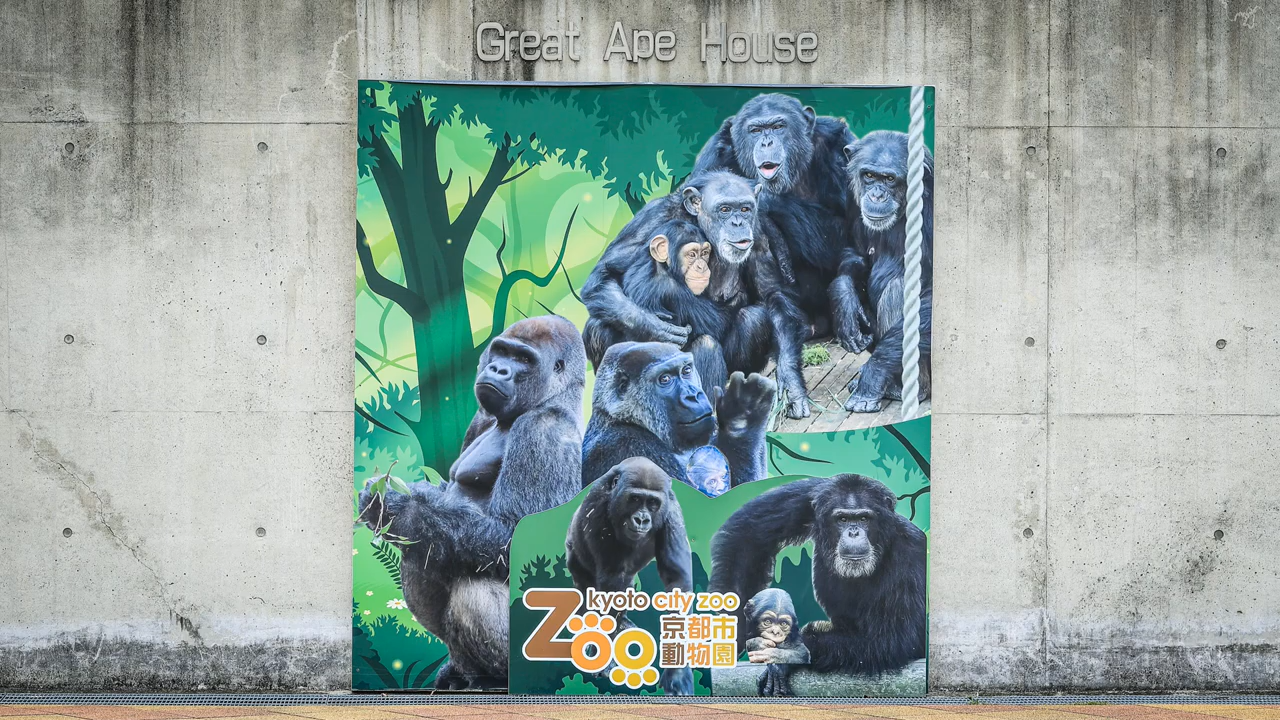 Great Ape House
Zoo
kyoto city zoo
京都市
動物園